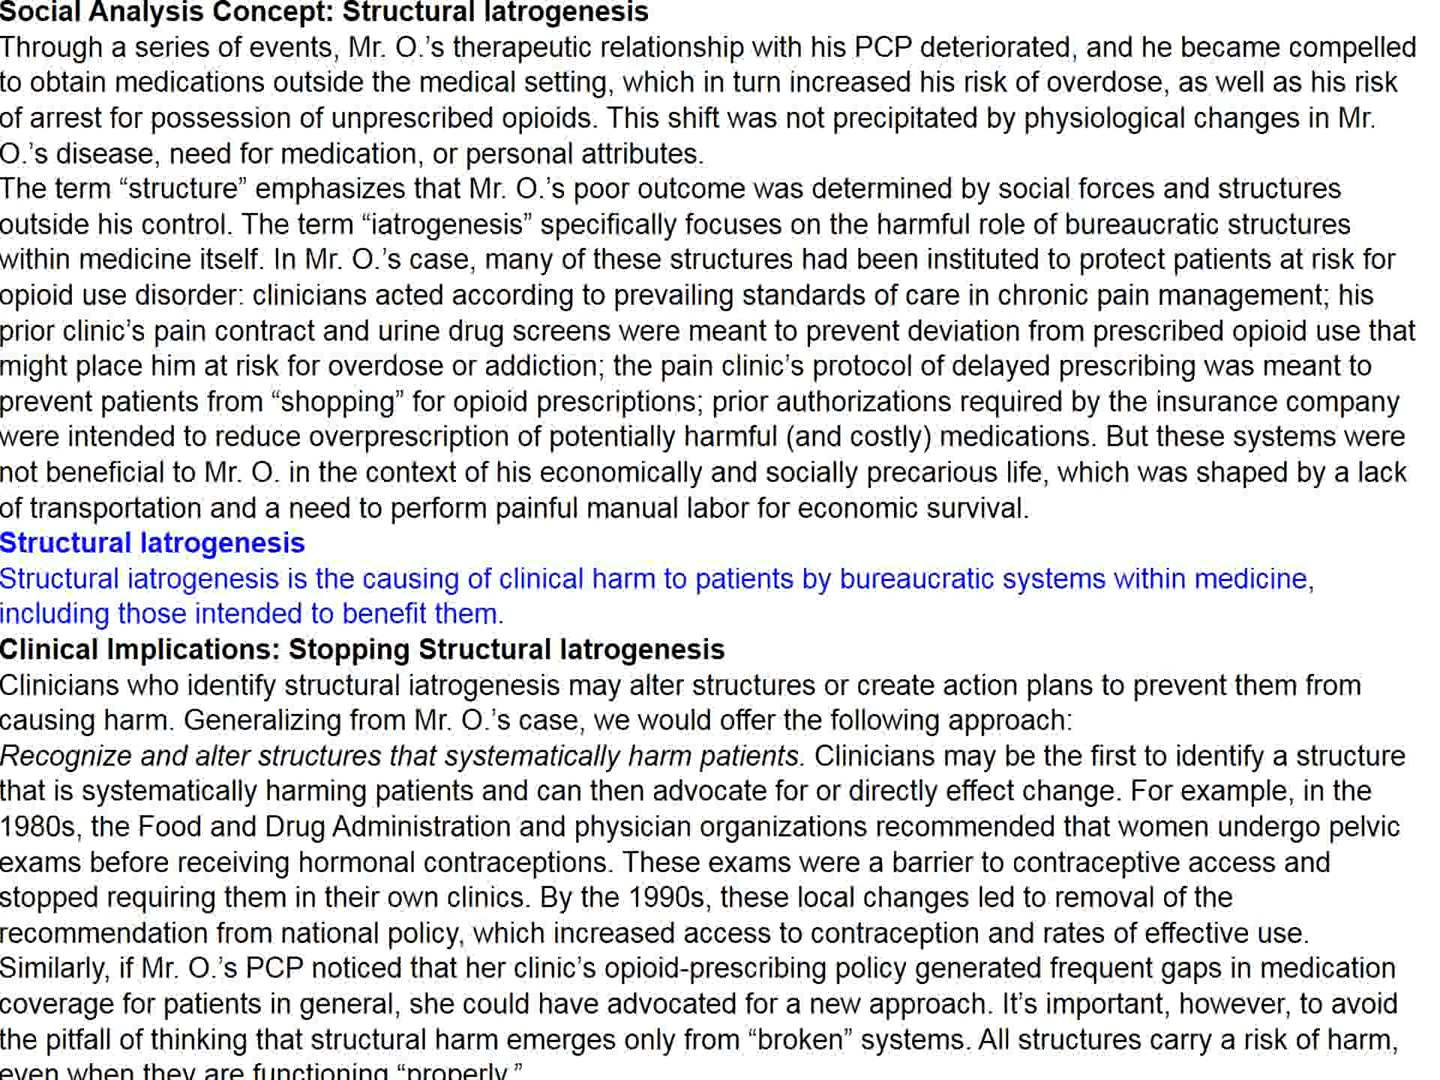 Social Analysis Concept: Structural Iatrogenesis
Through a series of events, Mr. O.’s therapeutic relationship with his PCP deteriorated, and he became compelled
to obtain medications outside the medical setting, which in turn increased his risk of overdose, as well as his risk
of arrest for possession of unprescribed opioids. This shift was not precipitated by physiological changes in Mr.
O.’s disease, need for medication, or personal attributes.
The term “structure” emphasizes that Mr. O.’s poor outcome was determined by social forces and structures
outside his control. The term “iatrogenesis” specifically focuses on the harmful role of bureaucratic structures
within medicine itself. In Mr. O.’s case, many of these structures had been instituted to protect patients at risk for
opioid use disorder: clinicians acted according to prevailing standards of care in chronic pain management; his
prior clinic’s pain contract and urine drug screens were meant to prevent deviation from prescribed opioid use that
might place him at risk for overdose or addiction; the pain clinic’s protocol of delayed prescribing was meant to
prevent patients from “shopping” for opioid prescriptions; prior authorizations required by the insurance company
were intended to reduce overprescription of potentially harmful (and costly) medications. But these systems were
not beneficial to Mr. O. in the context of his economically and socially precarious life, which was shaped by a lack
of transportation and a need to perform painful manual labor for economic survival.
Structural Iatrogenesis
Structural iatrogenesis is the causing of clinical harm to patients by bureaucratic systems within medicine,
including those intended to benefit them.
Clinical Implications: Stopping Structural Iatrogenesis
Clinicians who identify structural iatrogenesis may alter structures or create action plans to prevent them from
causing harm. Generalizing from Mr. O.’s case, we would offer the following approach:
Recognize and alter structures that systematically harm patients. Clinicians may be the first to identify a structure
that is systematically harming patients and can then advocate for or directly effect change. For example, in the
1980s, the Food and Drug Administration and physician organizations recommended that women undergo pelvic
exams before receiving hormonal contraceptions. These exams were a barrier to contraceptive access and
stopped requiring them in their own clinics. By the 1990s, these local changes led to removal of the
recommendation from national policy, which increased access to contraception and rates of effective use.
Similarly, if Mr. O.’s PCP noticed that her clinic’s opioid-prescribing policy generated frequent gaps in medication
coverage for patients in general, she could have advocated for a new approach. It’s important, however, to avoid
the pitfall of thinking that structural harm emerges only from “broken” systems. All structures carry a risk of harm,
even when they are functioning “properly.”